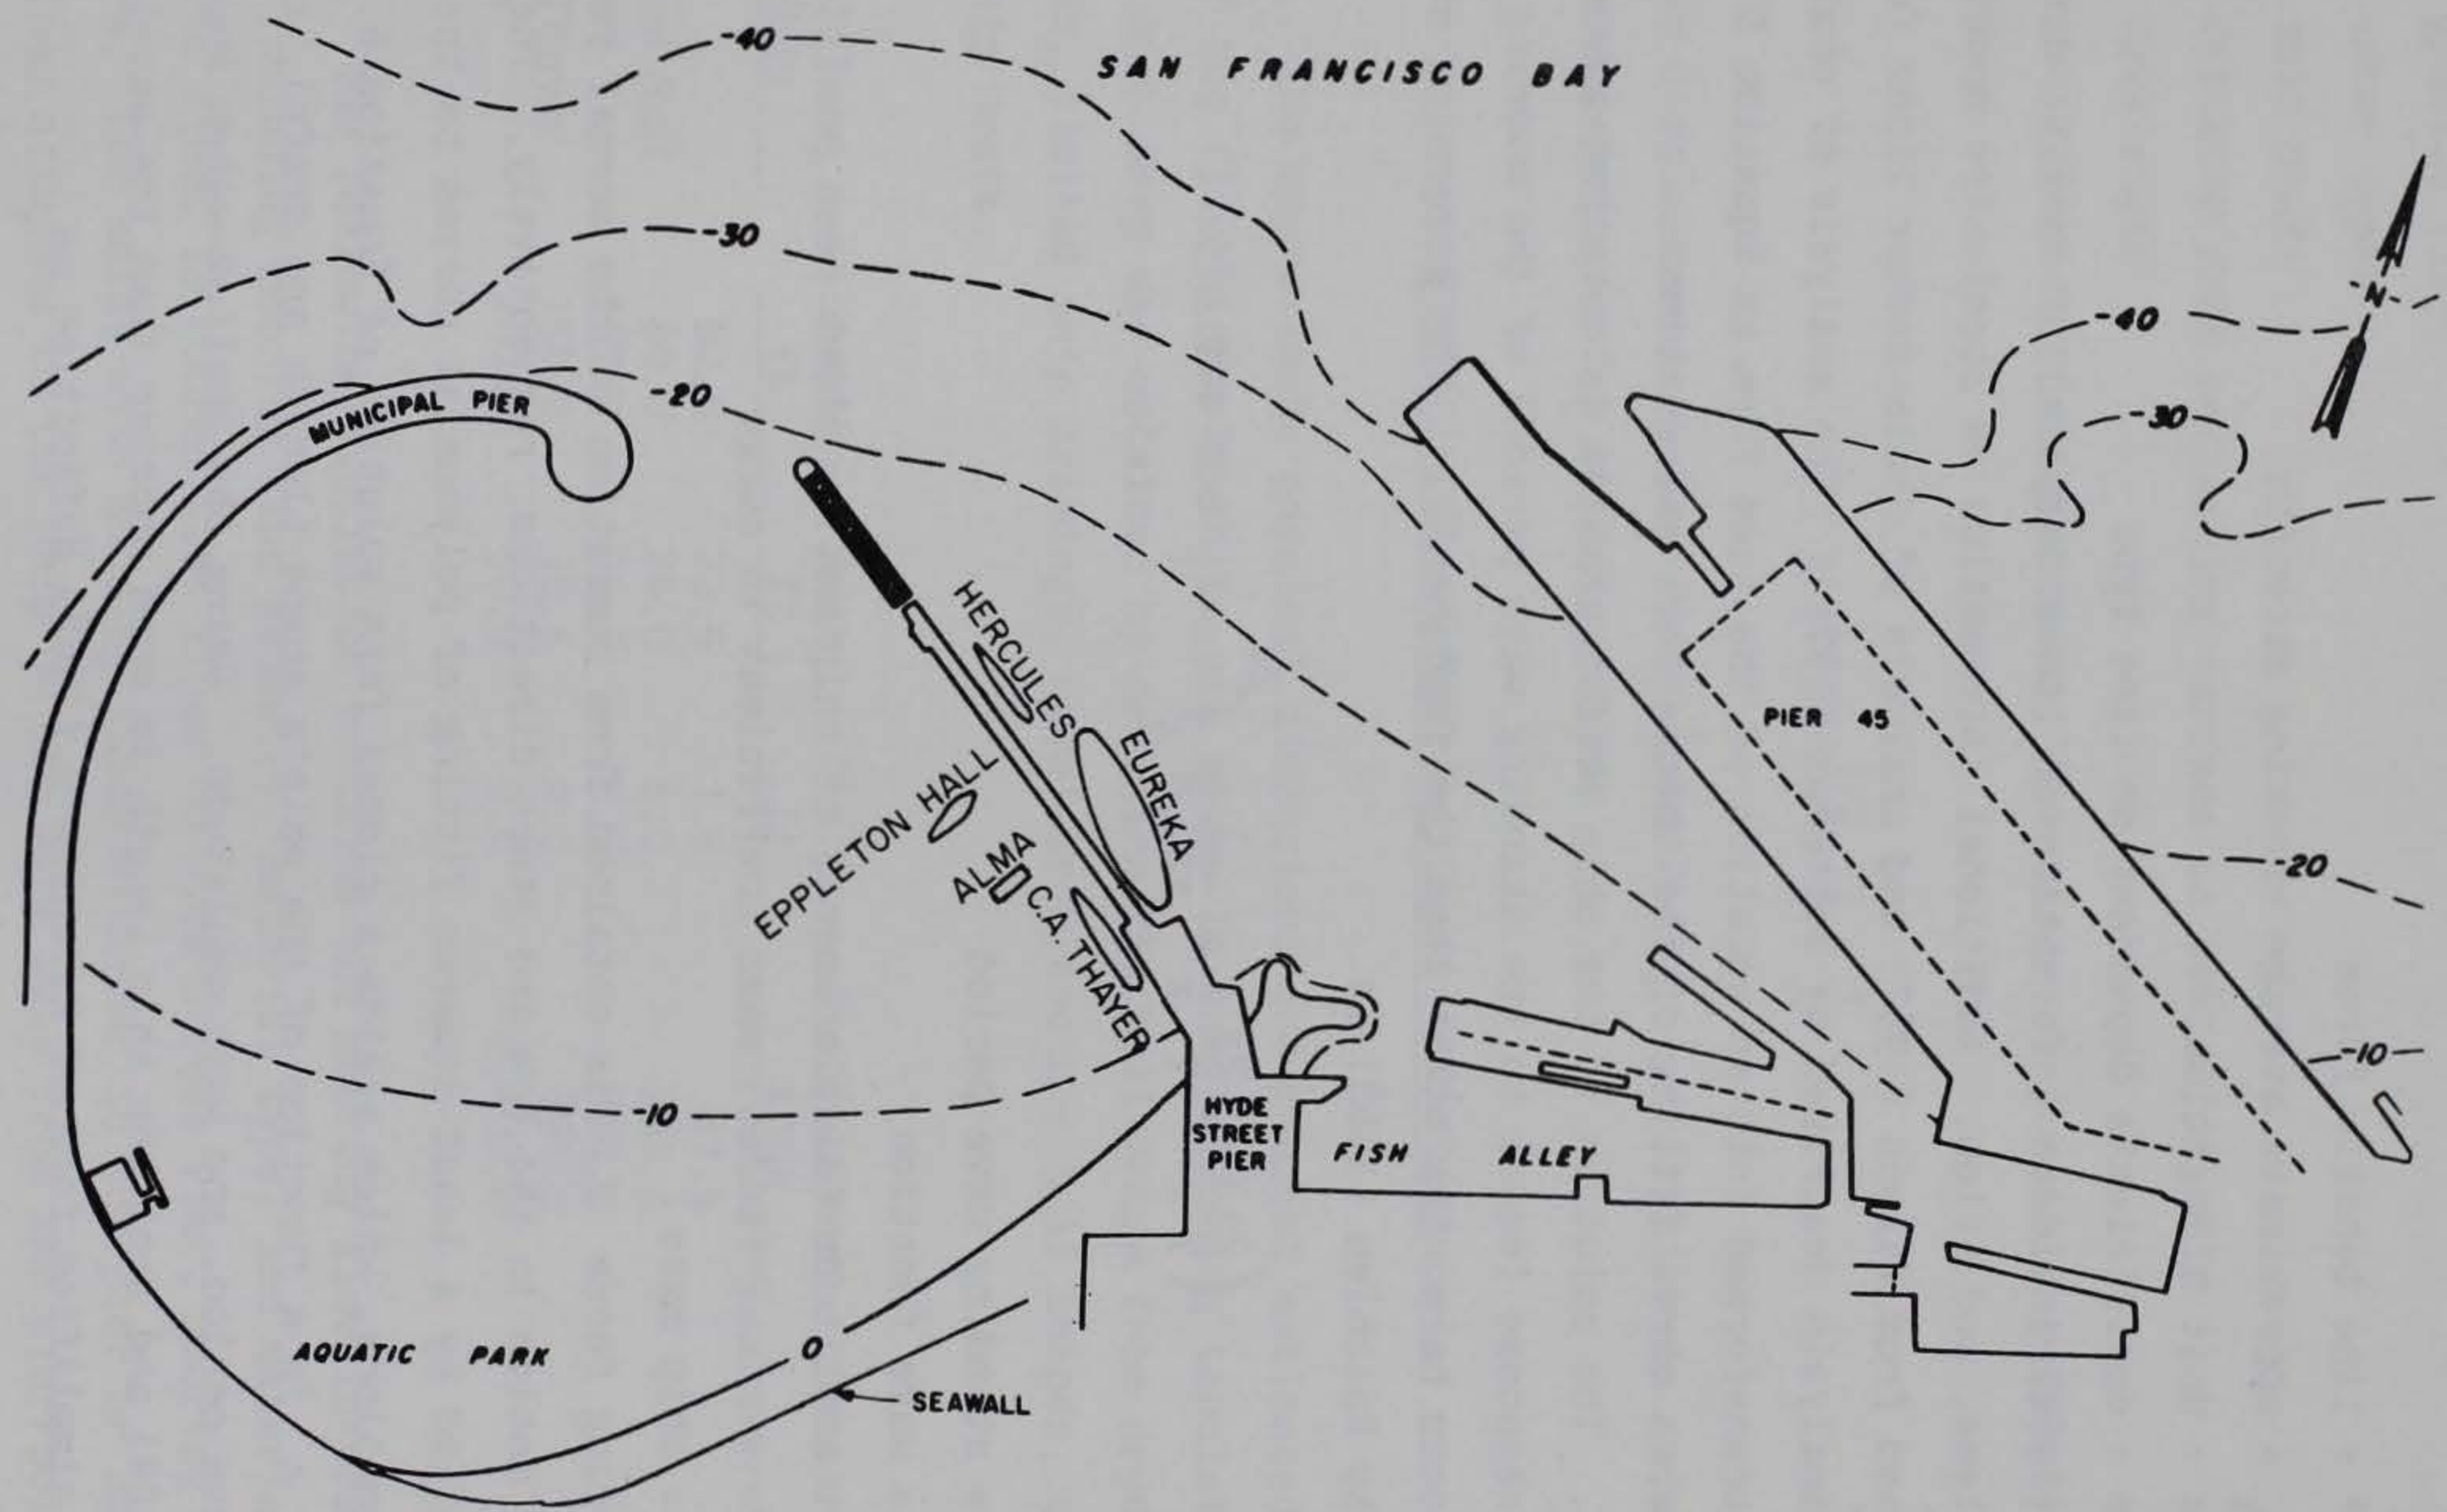 -40
SAN FRANCISCO BAY
-30
-N-
-40
-20
MUNICIPAL PIER
-30
HERCULES
EUREKA
PIER 45
EPPLETON HALL
ALMA
C.A. THAYER
-20
-10
-10
HYDE
STREET
PIER
FISH ALLEY
AQUATIC PARK
0
SEAWALL